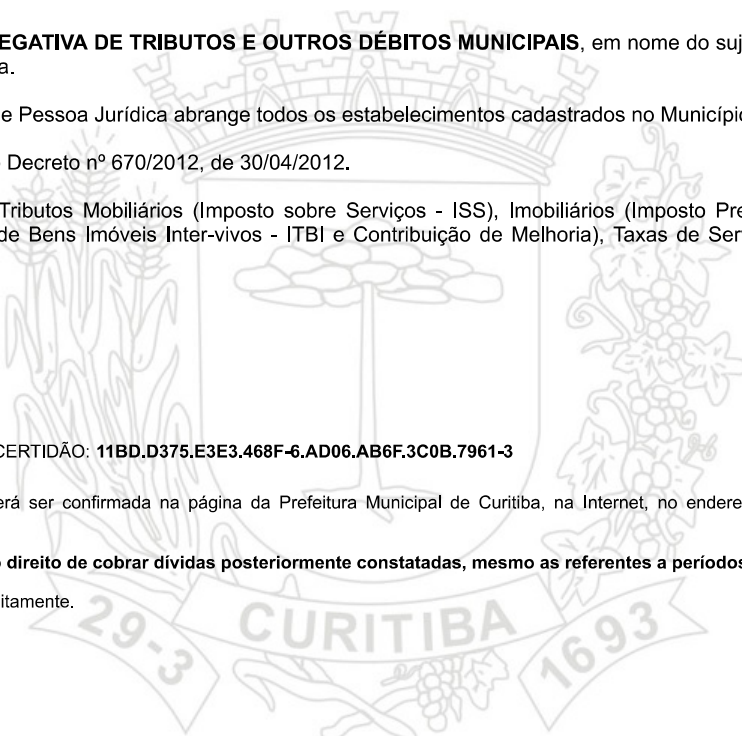 EGATIVA DE TRIBUTOS E OUTROS DÉBITOS MUNICIPAIS, em nome do suj
a.
e Pessoa Jurídica abrange todos os estabelecimentos cadastrados no Município
Decreto nº 670/2012, de 30/04/2012.
Tributos Mobiliários (Imposto sobre Serviços - ISS), Imobiliários (Imposto Pre
de Bens Imóveis Inter-vivos - ITBI e Contribuição de Melhoria), Taxas de Ser
CERTIDÃO: 11BD.D375.E3E3.468F-6.AD06.AB6F.3C0B.7961-3
erá ser confirmada na página da Prefeitura Municipal de Curitiba, na Internet, no endere
o direito de cobrar dívidas posteriormente constatadas, mesmo as referentes a períodos
itamente.
29-3 CURITIBA 1693